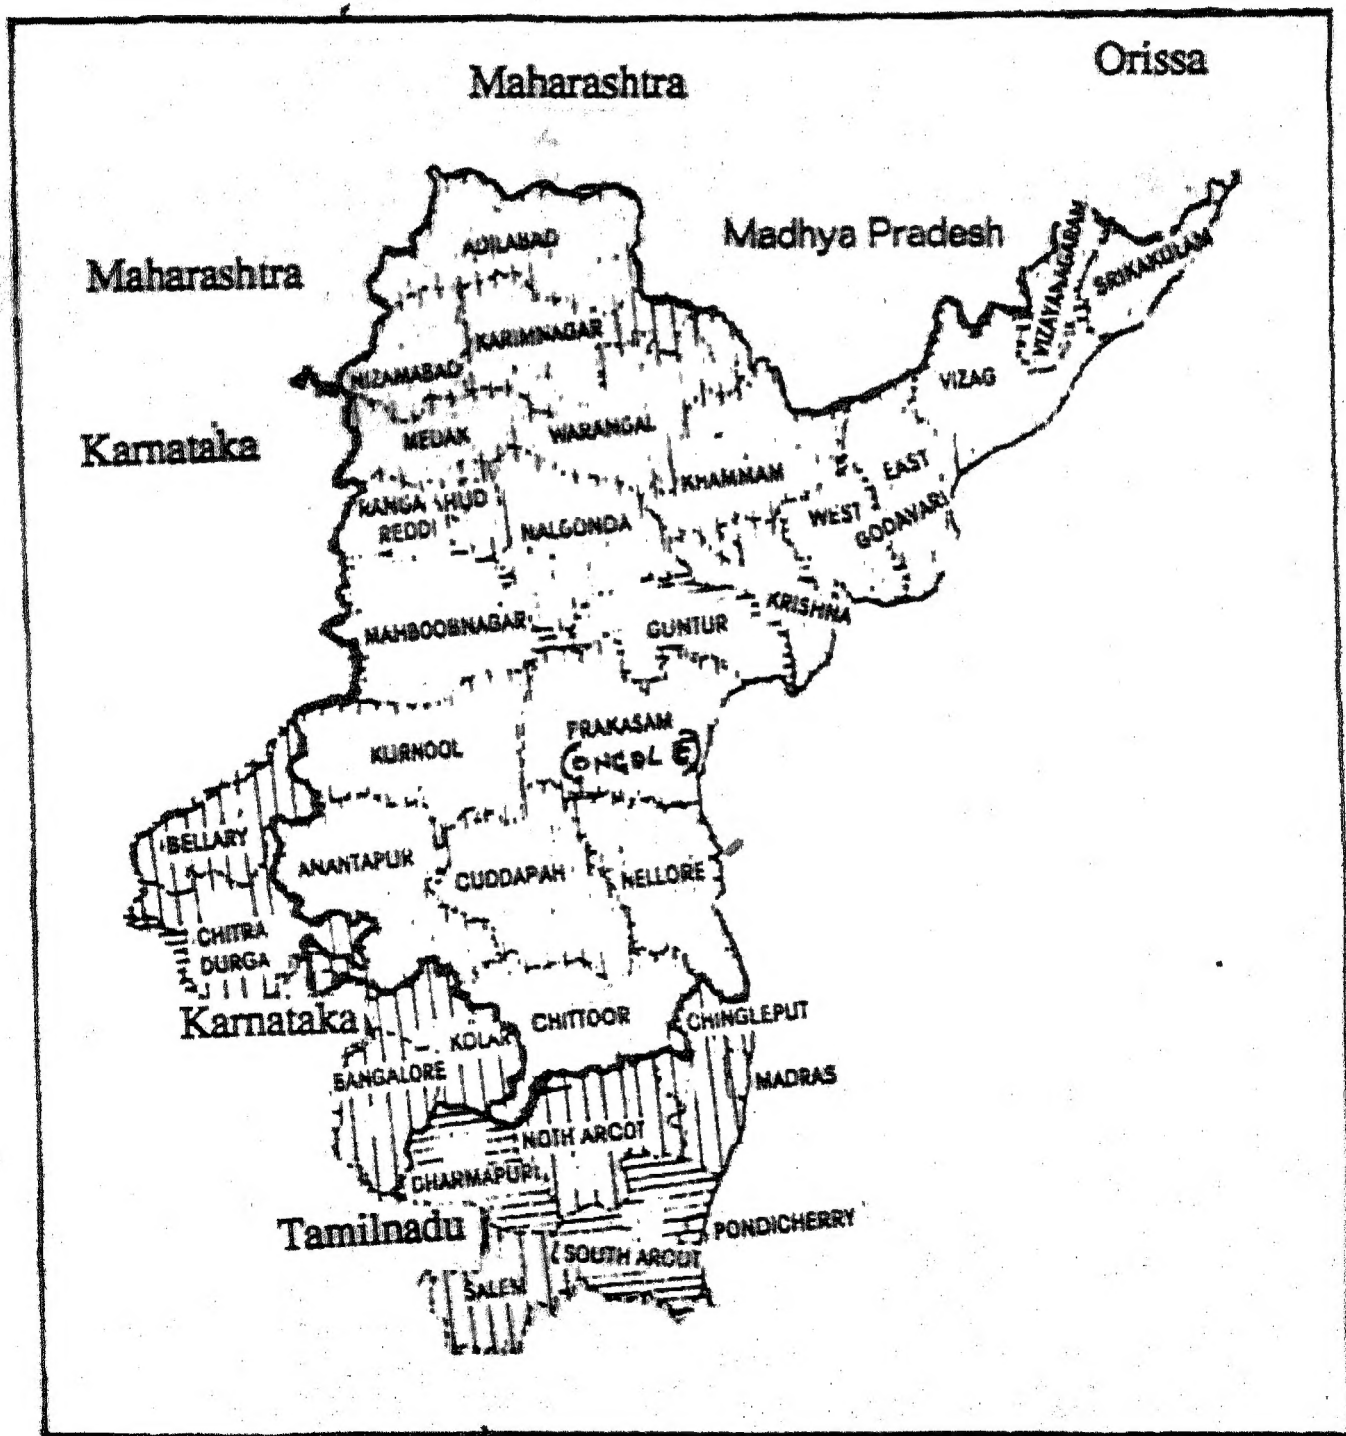 Orissa
Maharashtra
Madhya Pradesh
Maharashtra
ADILABAD
VIZAYANAGARAM
SRIKAKULAM
KARIMNAGAR
NIZAMABAD
VIZAG
Karnataka
MEDAK
WARANGAL
KHAMMAM
EAST
WEST
GODAVARI
RANGA
REDDI
NALGONDA
KRISHNA
MAHBOOBNAGAR
GUNTUR
PRAKASAM
(ONGOLE)
KURNOOL
BELLARY
ANANTAPUR
CUDDAPAH
NELLORE
CHITRA
DURGA
Karnataka
CHITTOOR
CHINGLEPUT
KOLAR
BANGALORE
MADRAS
NOTH ARCOT
DHARMAPURI
Tamilnadu
PONDICHERRY
SOUTH ARCOT
SALEM